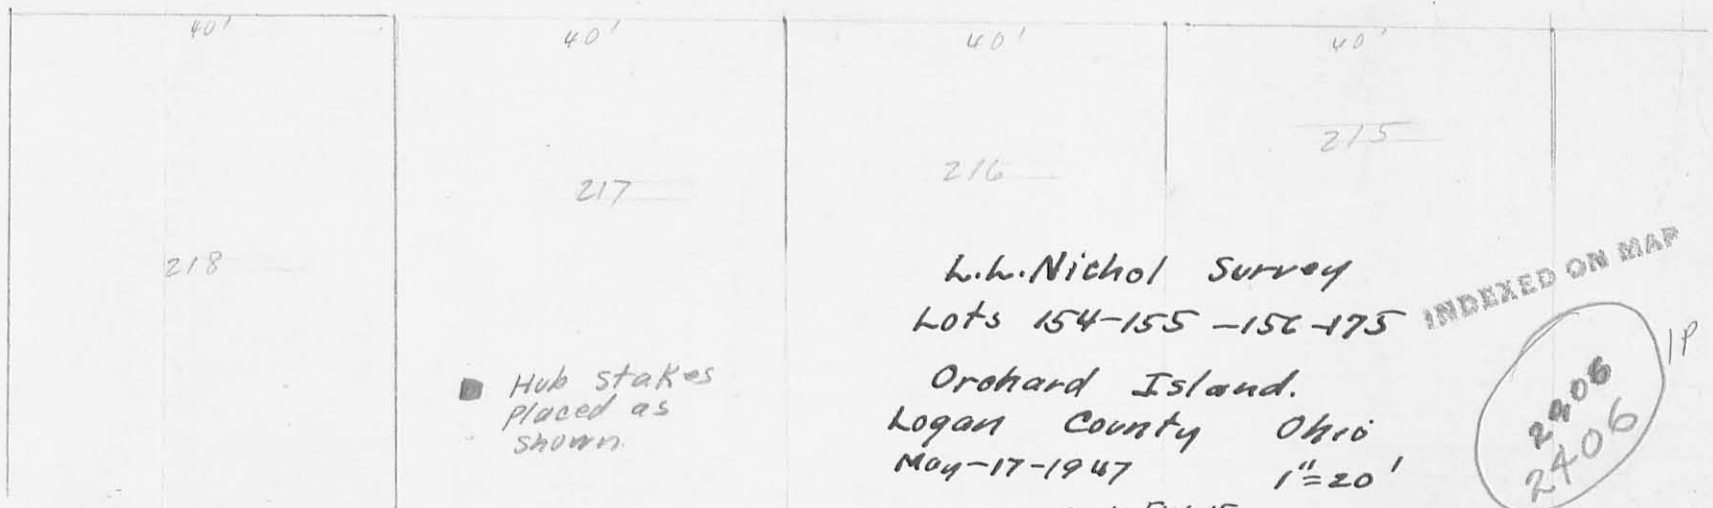 40' 40' 40' 40'
215
216
217
218
L.L. Nichol Survey
Lots 154-155-156-175
Orchard Island.
Logan County Ohio
May-17-1947 1"=20'
INDEXED ON MAP
1P
2406
2406
Hub stakes
placed as
shown.